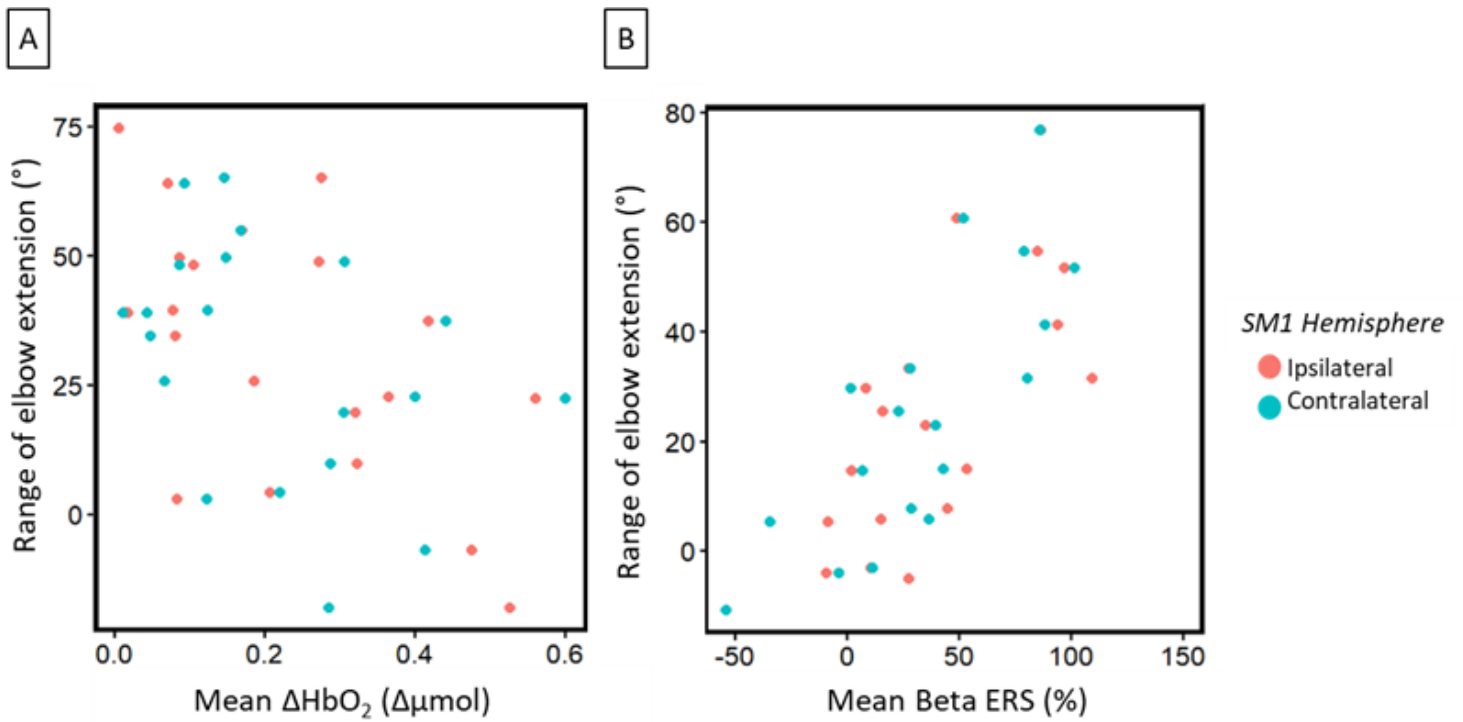 A
B
Range of elbow extension (°)
75
50
25
0
0.0
0.2
0.4
0.6
Mean ΔHbO₂ (Δμmol)
Range of elbow extension (°)
80
60
40
20
0
-50
0
50
100
150
Mean Beta ERS (%)
SM1 Hemisphere
Ipsilateral
Contralateral